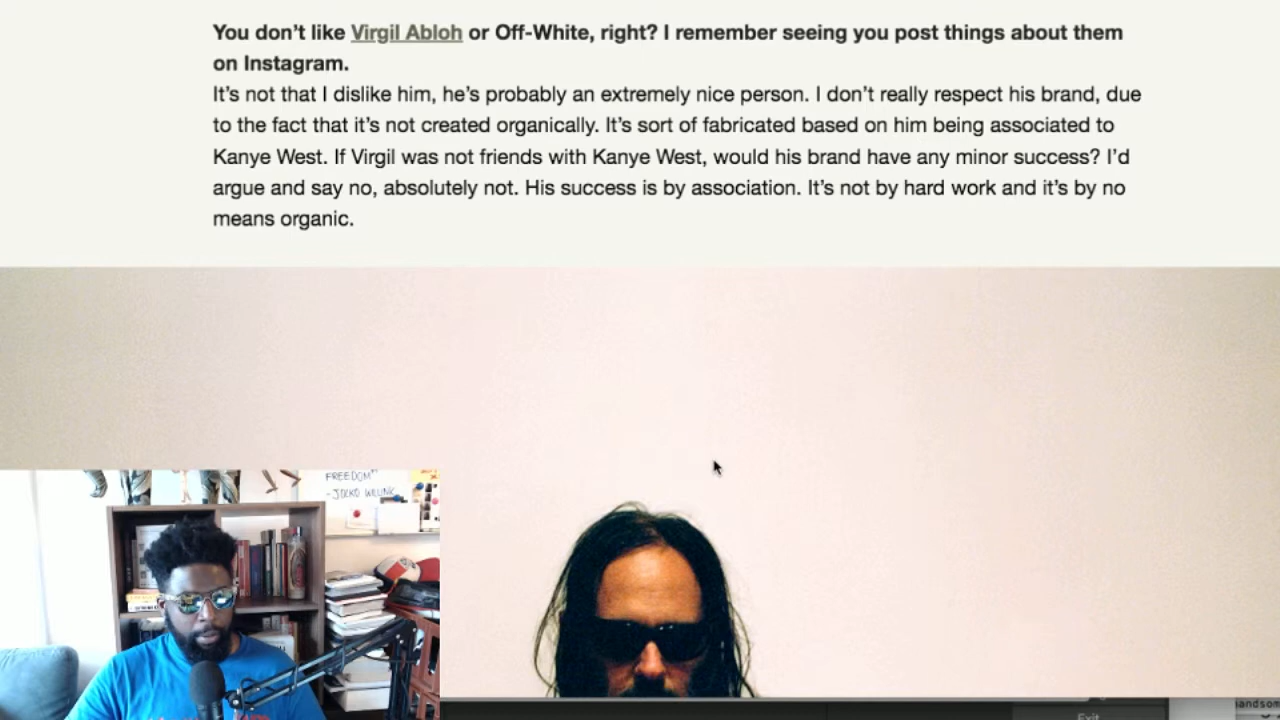 You don't like Virgil Abloh or Off-White, right? I remember seeing you post things about them
on Instagram.
It's not that I dislike him, he's probably an extremely nice person. I don't really respect his brand, due
to the fact that it's not created organically. It's sort of fabricated based on him being associated to
Kanye West. If Virgil was not friends with Kanye West, would his brand have any minor success? I'd
argue and say no, absolutely not. His success is by association. It's not by hard work and it's by no
means organic.
FREEDOM"
-JOCKO WILLINK
Exit